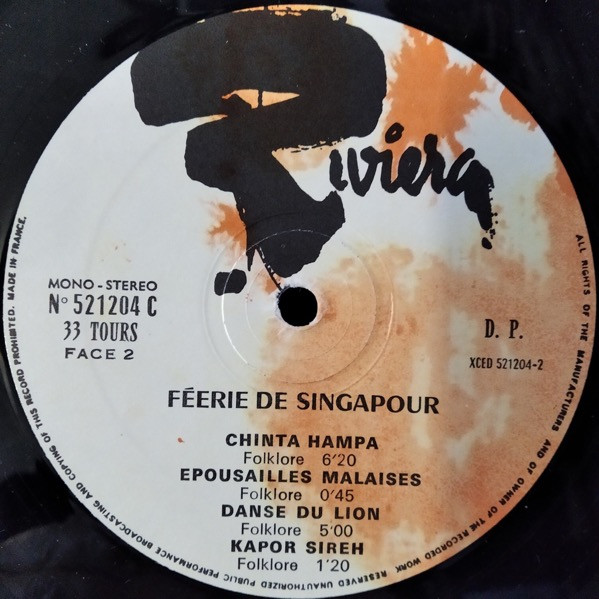 Riviera
MONO - STEREO
N° 521204 C
33 TOURS
FACE 2
D. P.
XCED 521204-2
FÉERIE DE SINGAPOUR
CHINTA HAMPA
Folklore 6'20
EPOUSAILLES MALAISES
Folklore 0'45
DANSE DU LION
Folklore 5'00
KAPOR SIREH
Folklore 1'20
ALL RIGHTS OF THE MANUFACTURERS AND OF OWNER OF THE RECORDED WORK RESERVED UNAUTHORIZED PUBLIC PERFORMANCE BROADCASTING AND COPYING OF THIS RECORD PROHIBITED. MADE IN FRANCE.